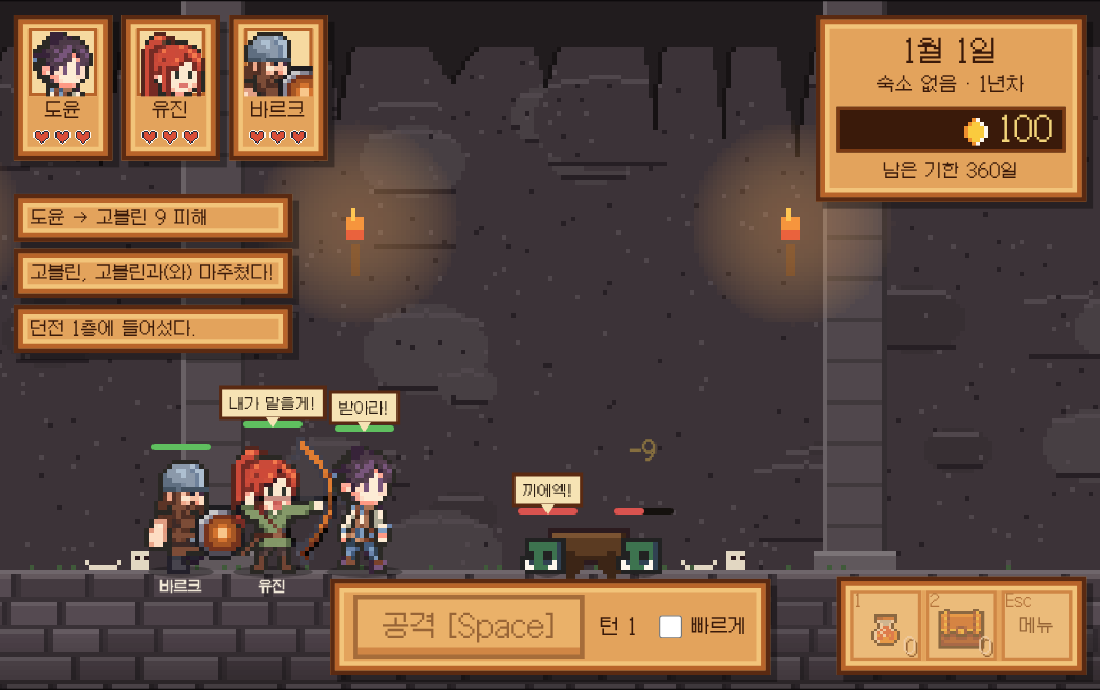 도윤
유진
바르크
1월 1일
숙소 없음 · 1년차
100
남은 기한 360일
도윤 → 고블린 9 피해
고블린, 고블린과(와) 마주쳤다!
던전 1층에 들어섰다.
내가 맡을게!
받아라!
-9
끼에엑!
바르크
유진
공격 [Space]
턴 1
빠르게
1
0
2
0
Esc
메뉴